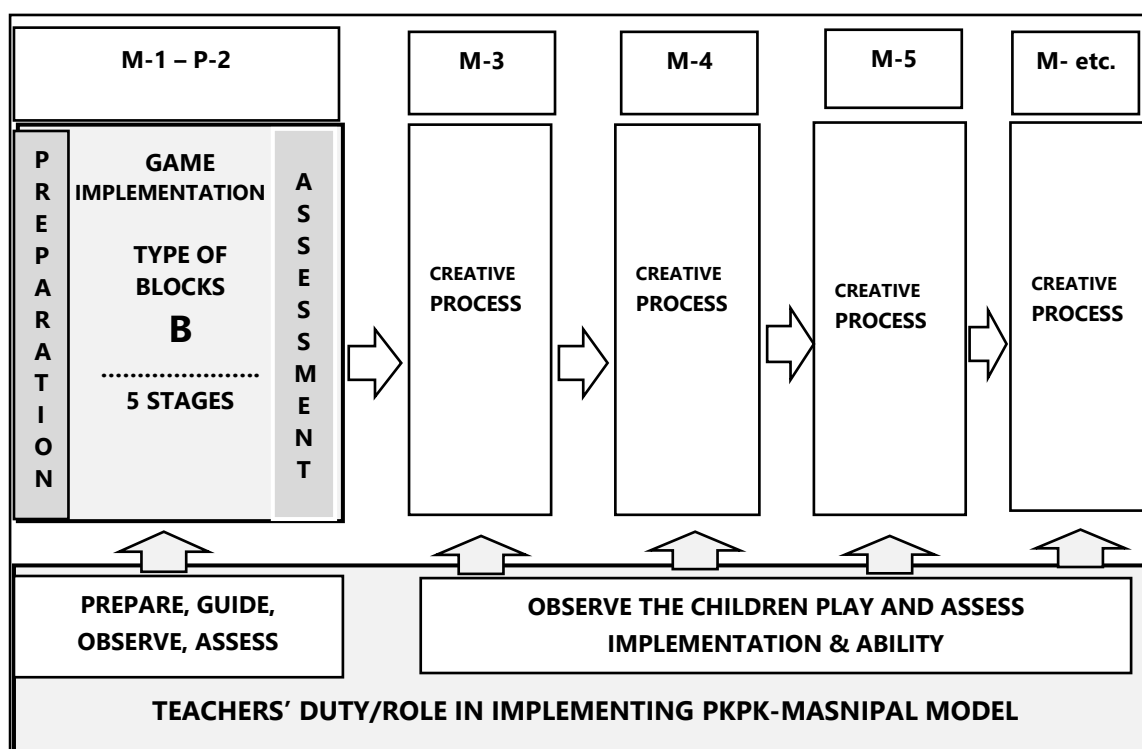 M-1 – P-2
M-3
M-4
M-5
M- etc.
PREPARATION
GAME
IMPLEMENTATION
TYPE OF
BLOCKS
B
........................
5 STAGES
ASSESSMENT
CREATIVE
PROCESS
CREATIVE
PROCESS
CREATIVE
PROCESS
CREATIVE
PROCESS
PREPARE, GUIDE,
OBSERVE, ASSESS
OBSERVE THE CHILDREN PLAY AND ASSESS
IMPLEMENTATION & ABILITY
TEACHERS’ DUTY/ROLE IN IMPLEMENTING PKPK-MASNIPAL MODEL